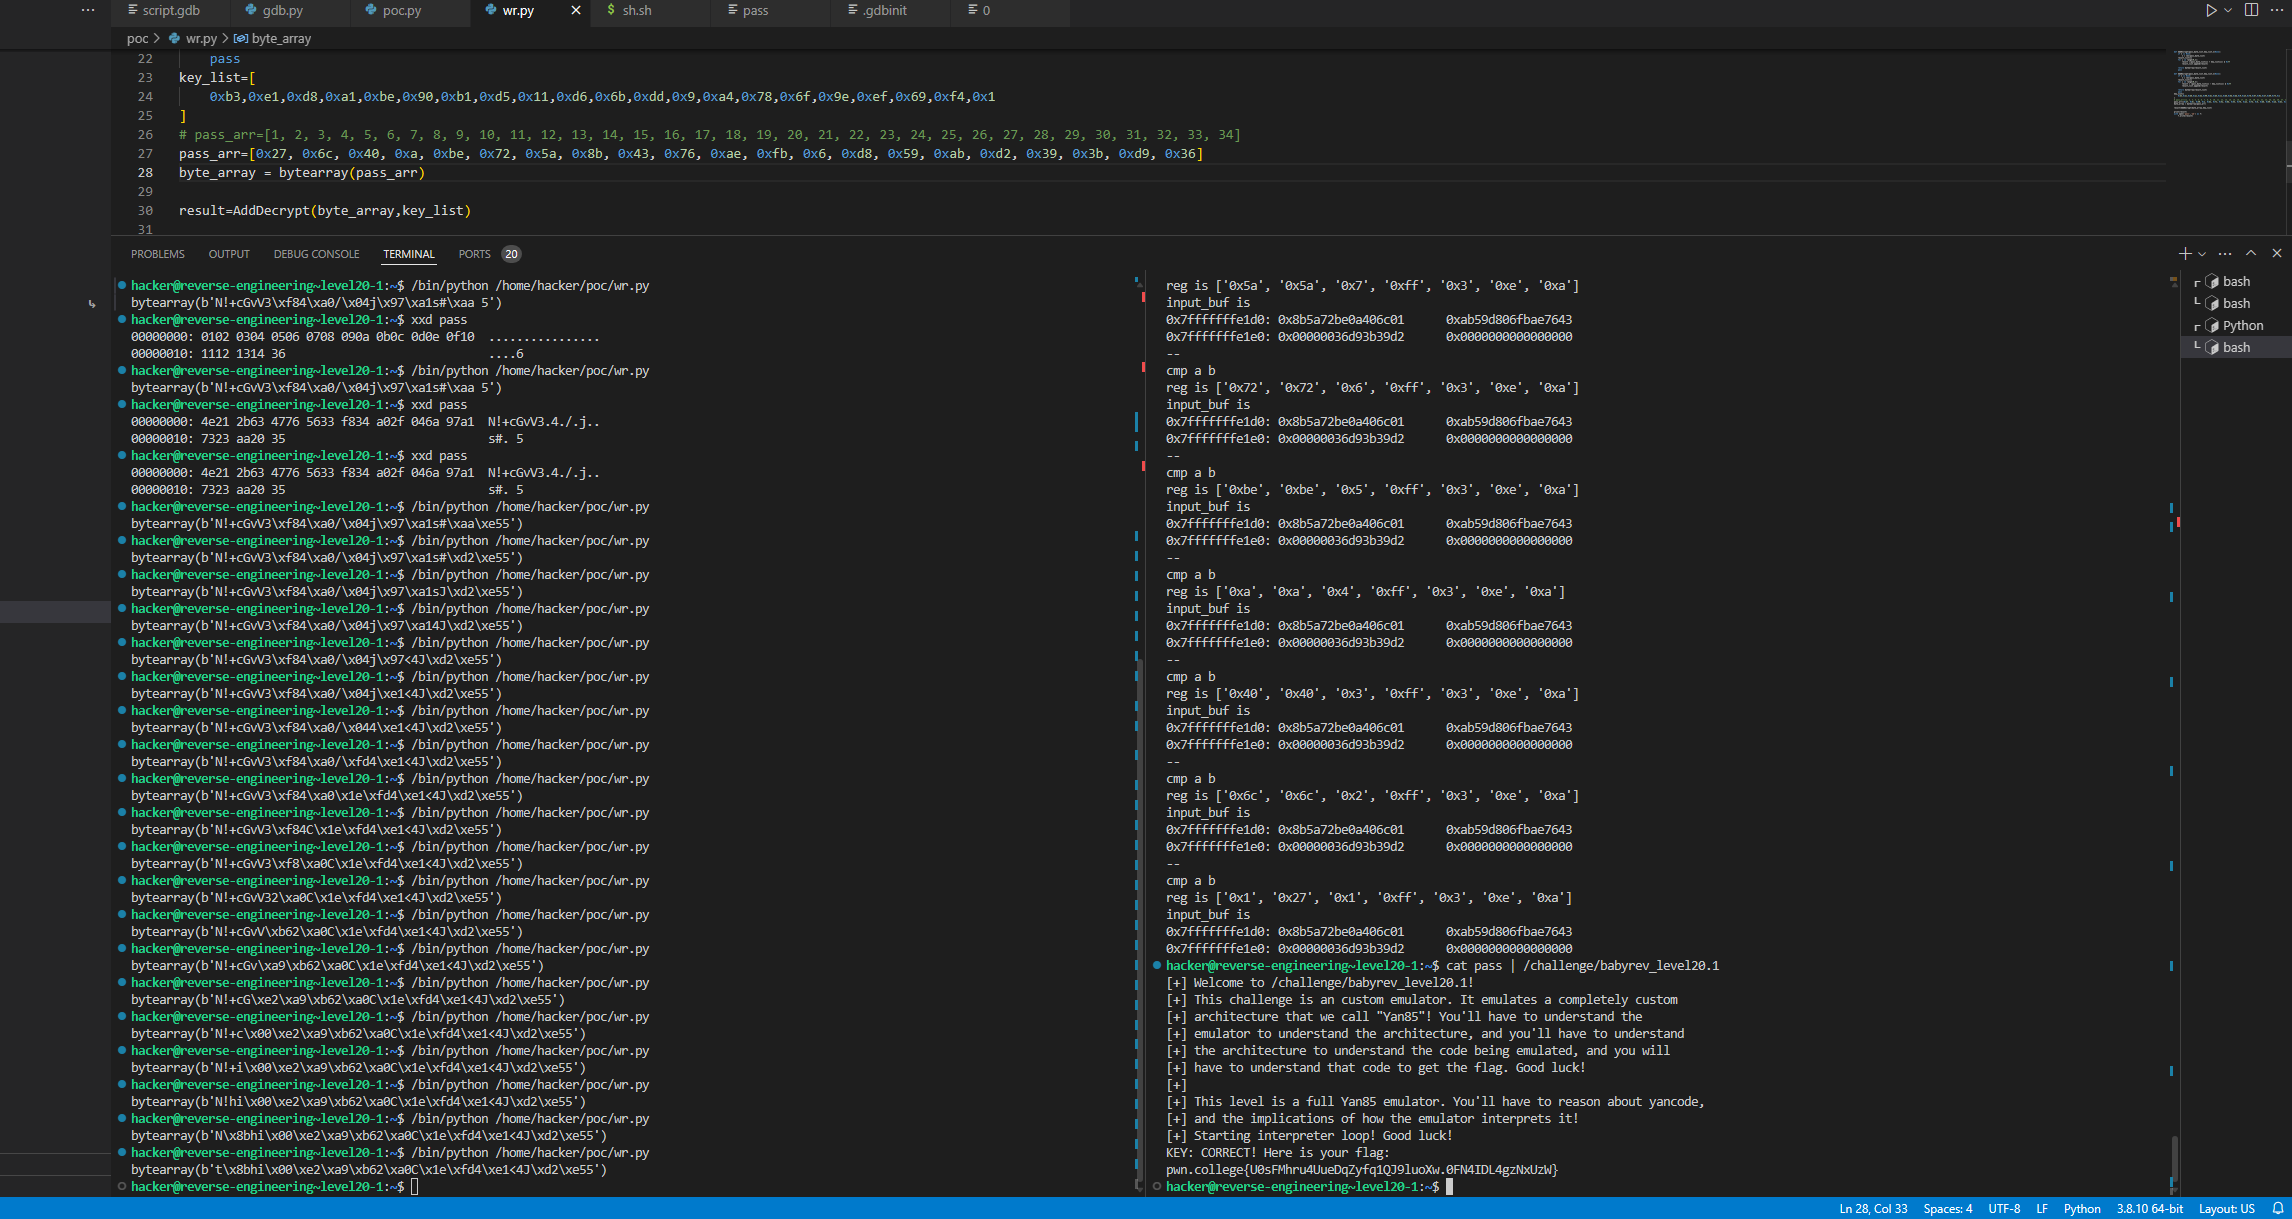 script.gdb gdb.py poc.py wr.py sh.sh pass .gdbinit 0
poc > wr.py > byte_array
22 pass
23 key_list=[
24 0xb3,0xe1,0xd8,0xa1,0xbe,0x90,0xb1,0xd5,0x11,0xd6,0x6b,0xdd,0x9,0xa4,0x78,0x6f,0x9e,0xef,0x69,0xf4,0x1
25 ]
26 # pass_arr=[1, 2, 3, 4, 5, 6, 7, 8, 9, 10, 11, 12, 13, 14, 15, 16, 17, 18, 19, 20, 21, 22, 23, 24, 25, 26, 27, 28, 29, 30, 31, 32, 33, 34]
27 pass_arr=[0x27, 0x6c, 0x40, 0xa, 0xbe, 0x72, 0x5a, 0x8b, 0x43, 0x76, 0xae, 0xfb, 0x6, 0xd8, 0x59, 0xab, 0xd2, 0x39, 0x3b, 0xd9, 0x36]
28 byte_array = bytearray(pass_arr)
29
30 result=AddDecrypt(byte_array,key_list)
31
PROBLEMS OUTPUT DEBUG CONSOLE TERMINAL PORTS 20
hacker@reverse-engineering~level20-1:~$ /bin/python /home/hacker/poc/wr.py
bytearray(b'N!+cGvV3\xf84\xa0/\x04j\x97\xa1s#\xaa 5')
hacker@reverse-engineering~level20-1:~$ xxd pass
00000000: 0102 0304 0506 0708 090a 0b0c 0d0e 0f10 ................
00000010: 1112 1314 36 ....6
hacker@reverse-engineering~level20-1:~$ /bin/python /home/hacker/poc/wr.py
bytearray(b'N!+cGvV3\xf84\xa0/\x04j\x97\xa1s#\xaa 5')
hacker@reverse-engineering~level20-1:~$ xxd pass
00000000: 4e21 2b63 4776 5633 f834 a02f 046a 97a1 N!+cGvV3.4./.j..
00000010: 7323 aa20 35 s#. 5
hacker@reverse-engineering~level20-1:~$ xxd pass
00000000: 4e21 2b63 4776 5633 f834 a02f 046a 97a1 N!+cGvV3.4./.j..
00000010: 7323 aa20 35 s#. 5
hacker@reverse-engineering~level20-1:~$ /bin/python /home/hacker/poc/wr.py
bytearray(b'N!+cGvV3\xf84\xa0/\x04j\x97\xa1s#\xaa\xe55')
hacker@reverse-engineering~level20-1:~$ /bin/python /home/hacker/poc/wr.py
bytearray(b'N!+cGvV3\xf84\xa0/\x04j\x97\xa1s#\xd2\xe55')
hacker@reverse-engineering~level20-1:~$ /bin/python /home/hacker/poc/wr.py
bytearray(b'N!+cGvV3\xf84\xa0/\x04j\x97\xa1sJ\xd2\xe55')
hacker@reverse-engineering~level20-1:~$ /bin/python /home/hacker/poc/wr.py
bytearray(b'N!+cGvV3\xf84\xa0/\x04j\x97\xa14J\xd2\xe55')
hacker@reverse-engineering~level20-1:~$ /bin/python /home/hacker/poc/wr.py
bytearray(b'N!+cGvV3\xf84\xa0/\x04j\x97<4J\xd2\xe55')
hacker@reverse-engineering~level20-1:~$ /bin/python /home/hacker/poc/wr.py
bytearray(b'N!+cGvV3\xf84\xa0/\x04j\xe1<4J\xd2\xe55')
hacker@reverse-engineering~level20-1:~$ /bin/python /home/hacker/poc/wr.py
bytearray(b'N!+cGvV3\xf84\xa0/\x044\xe1<4J\xd2\xe55')
hacker@reverse-engineering~level20-1:~$ /bin/python /home/hacker/poc/wr.py
bytearray(b'N!+cGvV3\xf84\xa0/\xfd4\xe1<4J\xd2\xe55')
hacker@reverse-engineering~level20-1:~$ /bin/python /home/hacker/poc/wr.py
bytearray(b'N!+cGvV3\xf84\xa0\x1e\xfd4\xe1<4J\xd2\xe55')
hacker@reverse-engineering~level20-1:~$ /bin/python /home/hacker/poc/wr.py
bytearray(b'N!+cGvV3\xf84C\x1e\xfd4\xe1<4J\xd2\xe55')
hacker@reverse-engineering~level20-1:~$ /bin/python /home/hacker/poc/wr.py
bytearray(b'N!+cGvV3\xf8\xa0C\x1e\xfd4\xe1<4J\xd2\xe55')
hacker@reverse-engineering~level20-1:~$ /bin/python /home/hacker/poc/wr.py
bytearray(b'N!+cGvV32\xa0C\x1e\xfd4\xe1<4J\xd2\xe55')
hacker@reverse-engineering~level20-1:~$ /bin/python /home/hacker/poc/wr.py
bytearray(b'N!+cGvV\xb62\xa0C\x1e\xfd4\xe1<4J\xd2\xe55')
hacker@reverse-engineering~level20-1:~$ /bin/python /home/hacker/poc/wr.py
bytearray(b'N!+cGv\xa9\xb62\xa0C\x1e\xfd4\xe1<4J\xd2\xe55')
hacker@reverse-engineering~level20-1:~$ /bin/python /home/hacker/poc/wr.py
bytearray(b'N!+cG\xe2\xa9\xb62\xa0C\x1e\xfd4\xe1<4J\xd2\xe55')
hacker@reverse-engineering~level20-1:~$ /bin/python /home/hacker/poc/wr.py
bytearray(b'N!+c\x00\xe2\xa9\xb62\xa0C\x1e\xfd4\xe1<4J\xd2\xe55')
hacker@reverse-engineering~level20-1:~$ /bin/python /home/hacker/poc/wr.py
bytearray(b'N!+i\x00\xe2\xa9\xb62\xa0C\x1e\xfd4\xe1<4J\xd2\xe55')
hacker@reverse-engineering~level20-1:~$ /bin/python /home/hacker/poc/wr.py
bytearray(b'N!hi\x00\xe2\xa9\xb62\xa0C\x1e\xfd4\xe1<4J\xd2\xe55')
hacker@reverse-engineering~level20-1:~$ /bin/python /home/hacker/poc/wr.py
bytearray(b'N\x8bhi\x00\xe2\xa9\xb62\xa0C\x1e\xfd4\xe1<4J\xd2\xe55')
hacker@reverse-engineering~level20-1:~$ /bin/python /home/hacker/poc/wr.py
bytearray(b't\x8bhi\x00\xe2\xa9\xb62\xa0C\x1e\xfd4\xe1<4J\xd2\xe55')
hacker@reverse-engineering~level20-1:~$
reg is ['0x5a', '0x5a', '0x7', '0xff', '0x3', '0xe', '0xa']
input_buf is
0x7fffffffe1d0: 0x8b5a72be0a406c01 0xab59d806fbae7643
0x7fffffffe1e0: 0x00000036d93b39d2 0x0000000000000000
--
cmp a b
reg is ['0x72', '0x72', '0x6', '0xff', '0x3', '0xe', '0xa']
input_buf is
0x7fffffffe1d0: 0x8b5a72be0a406c01 0xab59d806fbae7643
0x7fffffffe1e0: 0x00000036d93b39d2 0x0000000000000000
--
cmp a b
reg is ['0xbe', '0xbe', '0x5', '0xff', '0x3', '0xe', '0xa']
input_buf is
0x7fffffffe1d0: 0x8b5a72be0a406c01 0xab59d806fbae7643
0x7fffffffe1e0: 0x00000036d93b39d2 0x0000000000000000
--
cmp a b
reg is ['0xa', '0xa', '0x4', '0xff', '0x3', '0xe', '0xa']
input_buf is
0x7fffffffe1d0: 0x8b5a72be0a406c01 0xab59d806fbae7643
0x7fffffffe1e0: 0x00000036d93b39d2 0x0000000000000000
--
cmp a b
reg is ['0x40', '0x40', '0x3', '0xff', '0x3', '0xe', '0xa']
input_buf is
0x7fffffffe1d0: 0x8b5a72be0a406c01 0xab59d806fbae7643
0x7fffffffe1e0: 0x00000036d93b39d2 0x0000000000000000
--
cmp a b
reg is ['0x6c', '0x6c', '0x2', '0xff', '0x3', '0xe', '0xa']
input_buf is
0x7fffffffe1d0: 0x8b5a72be0a406c01 0xab59d806fbae7643
0x7fffffffe1e0: 0x00000036d93b39d2 0x0000000000000000
--
cmp a b
reg is ['0x1', '0x27', '0x1', '0xff', '0x3', '0xe', '0xa']
input_buf is
0x7fffffffe1d0: 0x8b5a72be0a406c01 0xab59d806fbae7643
0x7fffffffe1e0: 0x00000036d93b39d2 0x0000000000000000
hacker@reverse-engineering~level20-1:~$ cat pass | /challenge/babyrev_level20.1
[+] Welcome to /challenge/babyrev_level20.1!
[+] This challenge is an custom emulator. It emulates a completely custom
[+] architecture that we call "Yan85"! You'll have to understand the
[+] emulator to understand the architecture, and you'll have to understand
[+] the architecture to understand the code being emulated, and you will
[+] have to understand that code to get the flag. Good luck!
[+]
[+] This level is a full Yan85 emulator. You'll have to reason about yancode,
[+] and the implications of how the emulator interprets it!
[+] Starting interpreter loop! Good luck!
KEY: CORRECT! Here is your flag:
pwn.college{U0sFMhru4UueDqZyfq1QJ9luoXw.0FN4IDL4gzNxUzW}
hacker@reverse-engineering~level20-1:~$
bash
bash
Python
bash
Ln 28, Col 33 Spaces: 4 UTF-8 LF Python 3.8.10 64-bit Layout: US